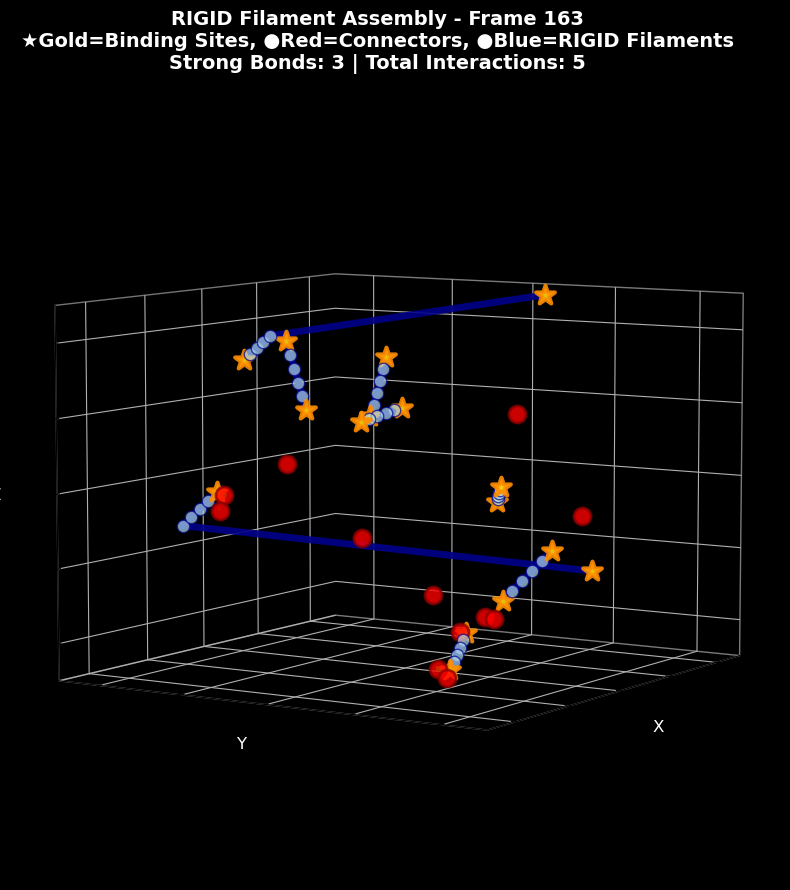 RIGID Filament Assembly - Frame 163
★Gold=Binding Sites, ●Red=Connectors, ●Blue=RIGID Filaments
Strong Bonds: 3 | Total Interactions: 5
X
Y